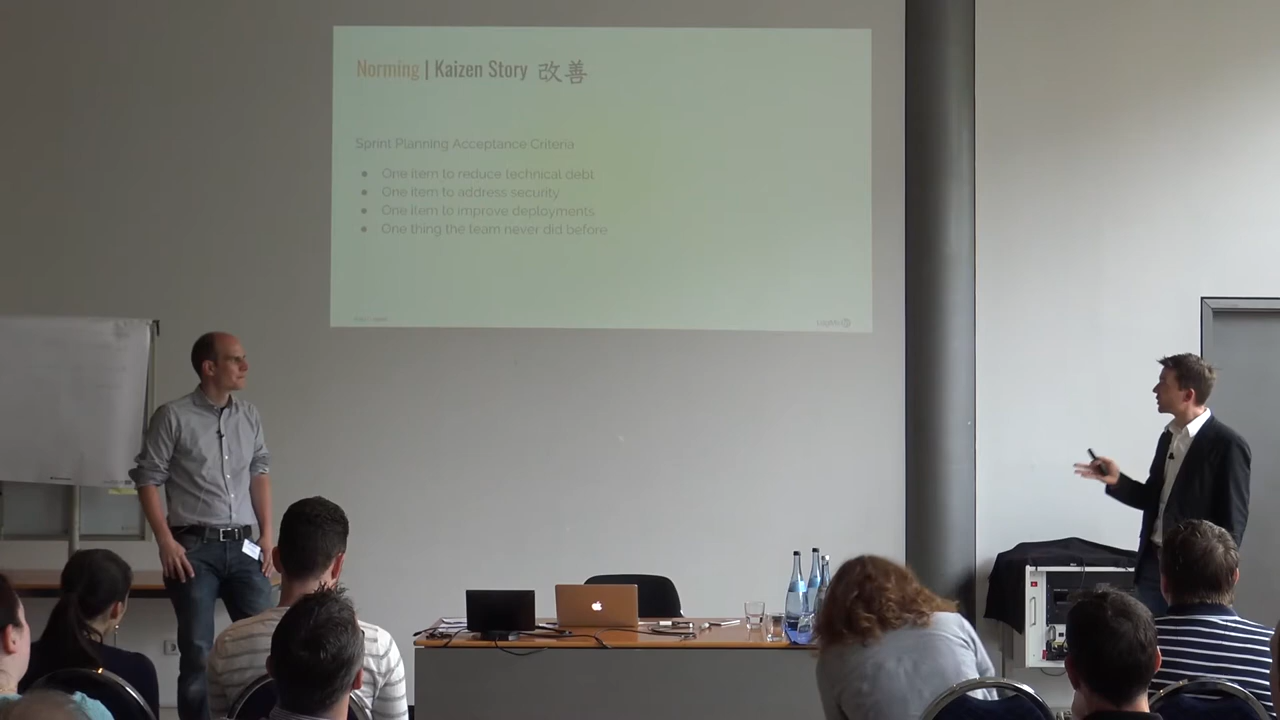 Norming | Kaizen Story 改善
Sprint Planning Acceptance Criteria
● One item to reduce technical debt
● One item to address security
● One item to improve deployments
● One thing the team never did before
LogMeIn